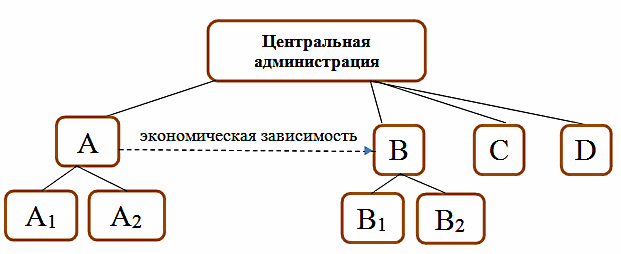 Центральная
администрация
экономическая зависимость
A
B
C
D
A1
A2
B1
B2